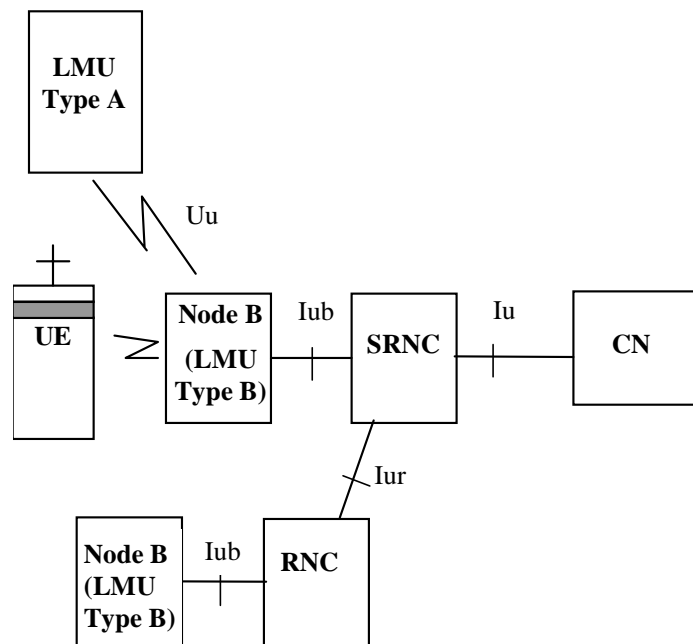 LMU
Type A
Uu
UE
Node B
(LMU
Type B)
Iub
SRNC
Iu
CN
Iur
Node B
(LMU
Type B)
Iub
RNC